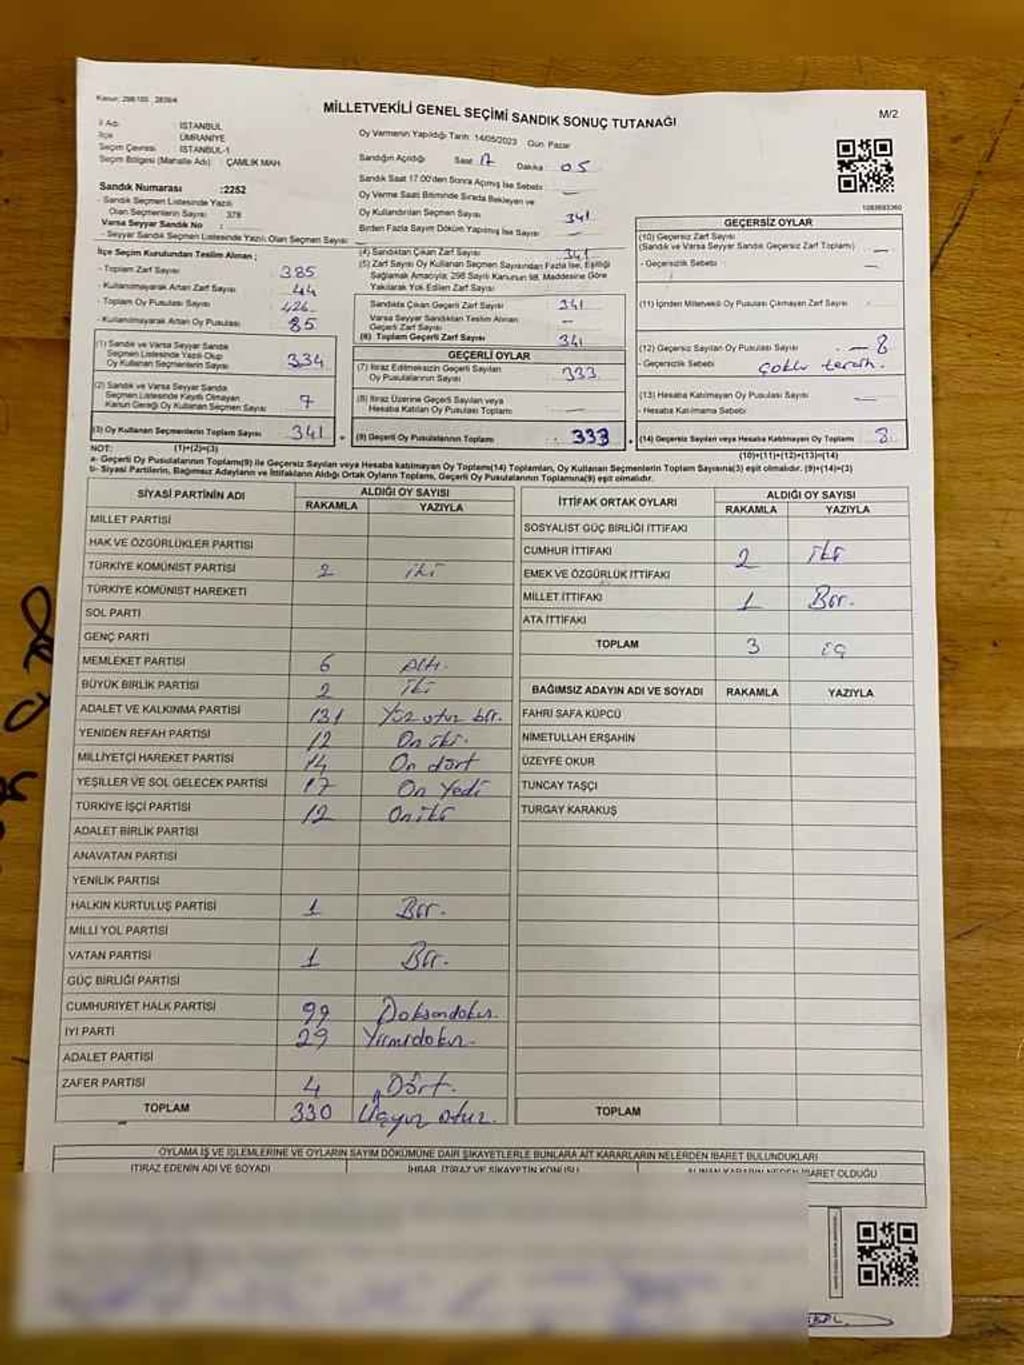 MİLLETVEKİLİ GENEL SEÇİMİ SANDIK SONUÇ TUTANAĞI
M/2
İl Adı : İSTANBUL
İlçe : ÜMRANİYE
Seçim Çevresi : İSTANBUL-1
Seçim Bölgesi (Mahalle Adı) : ÇAMLIK MAH
Oy Vermenin Yapıldığı Tarih: 14/05/2023 Gün: Pazar
Sandığın Açıldığı Saat 17 Dakika 05
Sandık Saat 17.00'den Sonra Açılmış İse Sebebi —
Oy Verme Saati Bitiminde Sırada Bekleyen ve
Oy Kullandırılan Seçmen Sayısı 341
Birden Fazla Sayım Döküm Yapılmış İse Sayısı —
Sandık Numarası :2252
- Sandık Seçmen Listesinde Yazılı
Olan Seçmenlerin Sayısı : 378
Varsa Seyyar Sandık No :
- Seyyar Sandık Seçmen Listesinde Yazılı Olan Seçmen Sayısı
İlçe Seçim Kurulundan Teslim Alınan ;
- Toplam Zarf Sayısı 385
- Kullanılmayarak Artan Zarf Sayısı 44
- Toplam Oy Pusulası Sayısı 426
- Kullanılmayarak Artan Oy Pusulası 85
(1) Sandık ve Varsa Seyyar Sandık
Seçmen Listesinde Yazılı Olup
Oy Kullanan Seçmenlerin Sayısı 334
(2) Sandık ve Varsa Seyyar Sandık
Seçmen Listesinde Kayıtlı Olmayan
Kanun Gereği Oy Kullanan Seçmen Sayısı 7
(3) Oy Kullanan Seçmenlerin Toplam Sayısı 341
(4) Sandıktan Çıkan Zarf Sayısı 341
(5) Zarf Sayısı Oy Kullanan Seçmen Sayısından Fazla İse, Eşitliği
Sağlamak Amacıyla; 298 Sayılı Kanunun 98. Maddesine Göre
Yakılarak Yok Edilen Zarf Sayısı
Sandıkta Çıkan Geçerli Zarf Sayısı 341
Varsa Seyyar Sandıktan Teslim Alınan
Geçerli Zarf Sayısı —
(6) Toplam Geçerli Zarf Sayısı 341
GEÇERLİ OYLAR
(7) İtiraz Edilmeksizin Geçerli Sayılan
Oy Pusulalarının Sayısı 333
(8) İtiraz Üzerine Geçerli Sayılan veya
Hesaba Katılan Oy Pusulası Toplamı —
(9) Geçerli Oy Pusulalarının Toplamı 333
1093693360
GEÇERSİZ OYLAR
(10) Geçersiz Zarf Sayısı
(Sandık ve Varsa Seyyar Sandık Geçersiz Zarf Toplamı) —
- Geçersizlik Sebebi : —
(11) İçinden Milletvekili Oy Pusulası Çıkmayan Zarf Sayısı
(12) Geçersiz Sayılan Oy Pusulası Sayısı — 8
- Geçersizlik Sebebi : çoklu tercih.
(13) Hesaba Katılmayan Oy Pusulası Sayısı —
- Hesaba Katılmama Sebebi :
(14) Geçersiz Sayılan veya Hesaba Katılmayan Oy Toplamı 8
NOT: (1)+(2)=(3) (10)+(11)+(12)+(13)=(14)
a- Geçerli Oy Pusulalarının Toplamı(9) ile Geçersiz Sayılan veya Hesaba katılmayan Oy Toplamı(14) Toplamları, Oy Kullanan Seçmenlerin Toplam Sayısına(3) eşit olmalıdır. (9)+(14)=(3)
b- Siyasi Partilerin, Bağımsız Adayların ve İttifakların Aldığı Ortak Oyların Toplamı, Geçerli Oy Pusulalarının Toplamına(9) eşit olmalıdır.
SİYASİ PARTİNİN ADI ALDIĞI OY SAYISI
RAKAMLA YAZIYLA
MİLLET PARTİSİ
HAK VE ÖZGÜRLÜKLER PARTİSİ
TÜRKİYE KOMÜNİST PARTİSİ 2 iki
TÜRKİYE KOMÜNİST HAREKETİ
SOL PARTİ
GENÇ PARTİ
MEMLEKET PARTİSİ 6 Altı.
BÜYÜK BİRLİK PARTİSİ 2 iki
ADALET VE KALKINMA PARTİSİ 131 Yüz otuz bir.
YENİDEN REFAH PARTİSİ 12 On iki.
MİLLİYETÇİ HAREKET PARTİSİ 14 On dört
YEŞİLLER VE SOL GELECEK PARTİSİ 17 On Yedi
TÜRKİYE İŞÇİ PARTİSİ 12 On iki
ADALET BİRLİK PARTİSİ
ANAVATAN PARTİSİ
YENİLİK PARTİSİ
HALKIN KURTULUŞ PARTİSİ 1 Bir.
MİLLİ YOL PARTİSİ
VATAN PARTİSİ 1 Bir.
GÜÇ BİRLİĞİ PARTİSİ
CUMHURİYET HALK PARTİSİ 99 Doksandokuz.
İYİ PARTİ 29 Yirmidokuz.
ADALET PARTİSİ
ZAFER PARTİSİ 4 Dört.
TOPLAM 330 Üçyüz otuz.
İTTİFAK ORTAK OYLARI ALDIĞI OY SAYISI
RAKAMLA YAZIYLA
SOSYALİST GÜÇ BİRLİĞİ İTTİFAKI
CUMHUR İTTİFAKI 2 iki
EMEK VE ÖZGÜRLÜK İTTİFAKI
MİLLET İTTİFAKI 1 Bir.
ATA İTTİFAKI
TOPLAM 3 üç
BAĞIMSIZ ADAYIN ADI VE SOYADI RAKAMLA YAZIYLA
FAHRİ SAFA KÜPCÜ
NİMETULLAH ERŞAHİN
ÜZEYFE OKUR
TUNCAY TAŞÇI
TURGAY KARAKUŞ
TOPLAM
OYLAMA İŞ VE İŞLEMLERİNE VE OYLARIN SAYIM DÖKÜMÜNE DAİR ŞİKAYETLERLE BUNLARA AİT KARARLARIN NELERDEN İBARET BULUNDUKLARI
İTİRAZ EDENİN ADI VE SOYADI İHBAR, İTİRAZ VE ŞİKAYETİN KONUSU ALINAN KARARIN NEDEN İBARET OLDUĞU